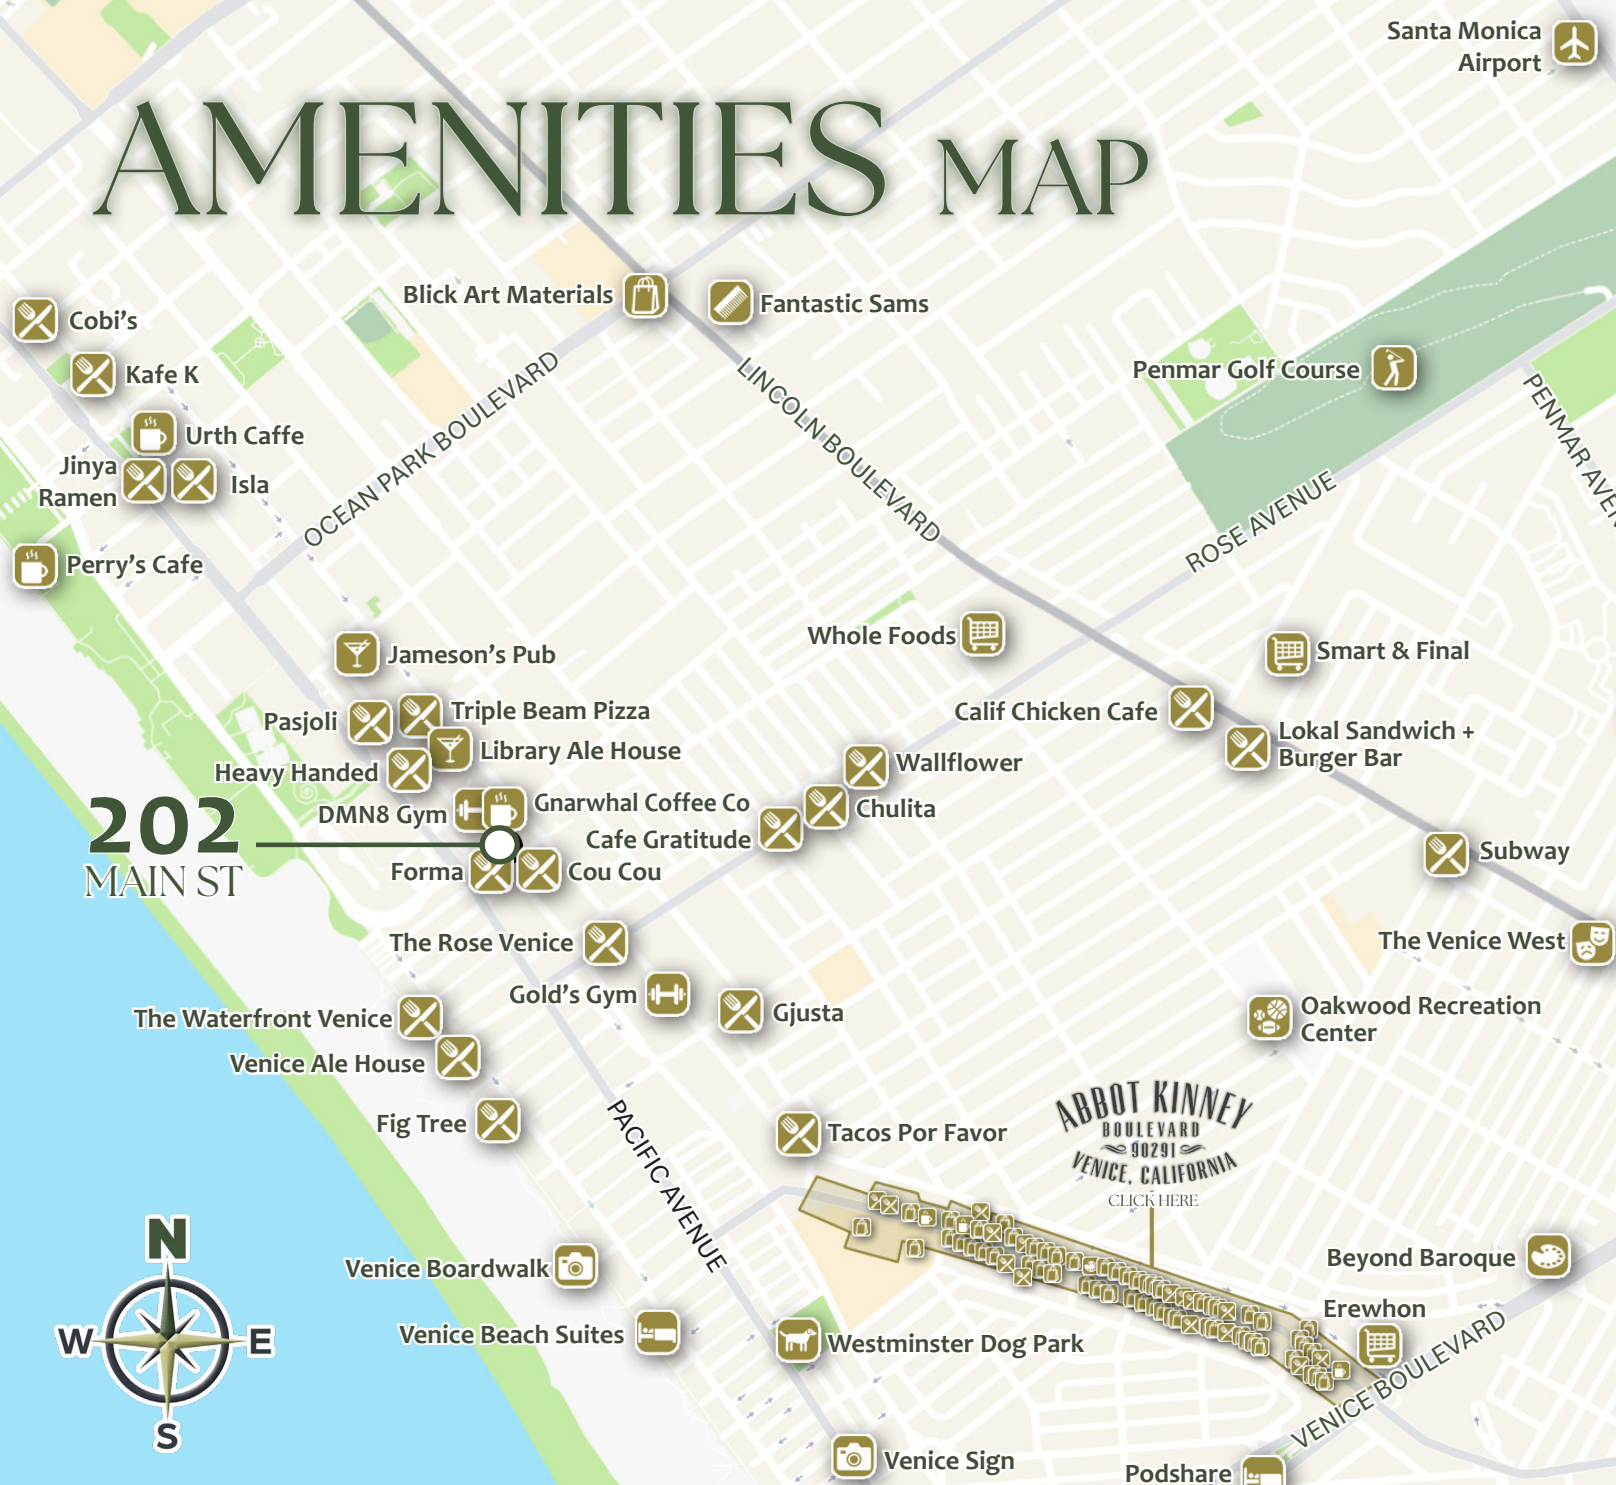 Santa Monica
Airport
AMENITIES MAP
Blick Art Materials
Fantastic Sams
Cobi's
Kafe K
Penmar Golf Course
Urth Caffe
Jinya
Ramen
Isla
OCEAN PARK BOULEVARD
LINCOLN BOULEVARD
PENMAR AVEN
ROSE AVENUE
Perry's Cafe
Whole Foods
Smart & Final
Jameson's Pub
Pasjoli
Triple Beam Pizza
Calif Chicken Cafe
Lokal Sandwich +
Burger Bar
Library Ale House
Heavy Handed
Wallflower
DMN8 Gym
Gnarwhal Coffee Co
Chulita
202
MAIN ST
Cafe Gratitude
Forma
Cou Cou
Subway
The Rose Venice
The Venice West
Gold's Gym
Gjusta
Oakwood Recreation
Center
The Waterfront Venice
Venice Ale House
Fig Tree
PACIFIC AVENUE
Tacos Por Favor
ABBOT KINNEY
BOULEVARD
90291
VENICE, CALIFORNIA
CLICK HERE
N
W
E
S
Venice Boardwalk
Beyond Baroque
Erewhon
Venice Beach Suites
Westminster Dog Park
VENICE BOULEVARD
Venice Sign
Podshare